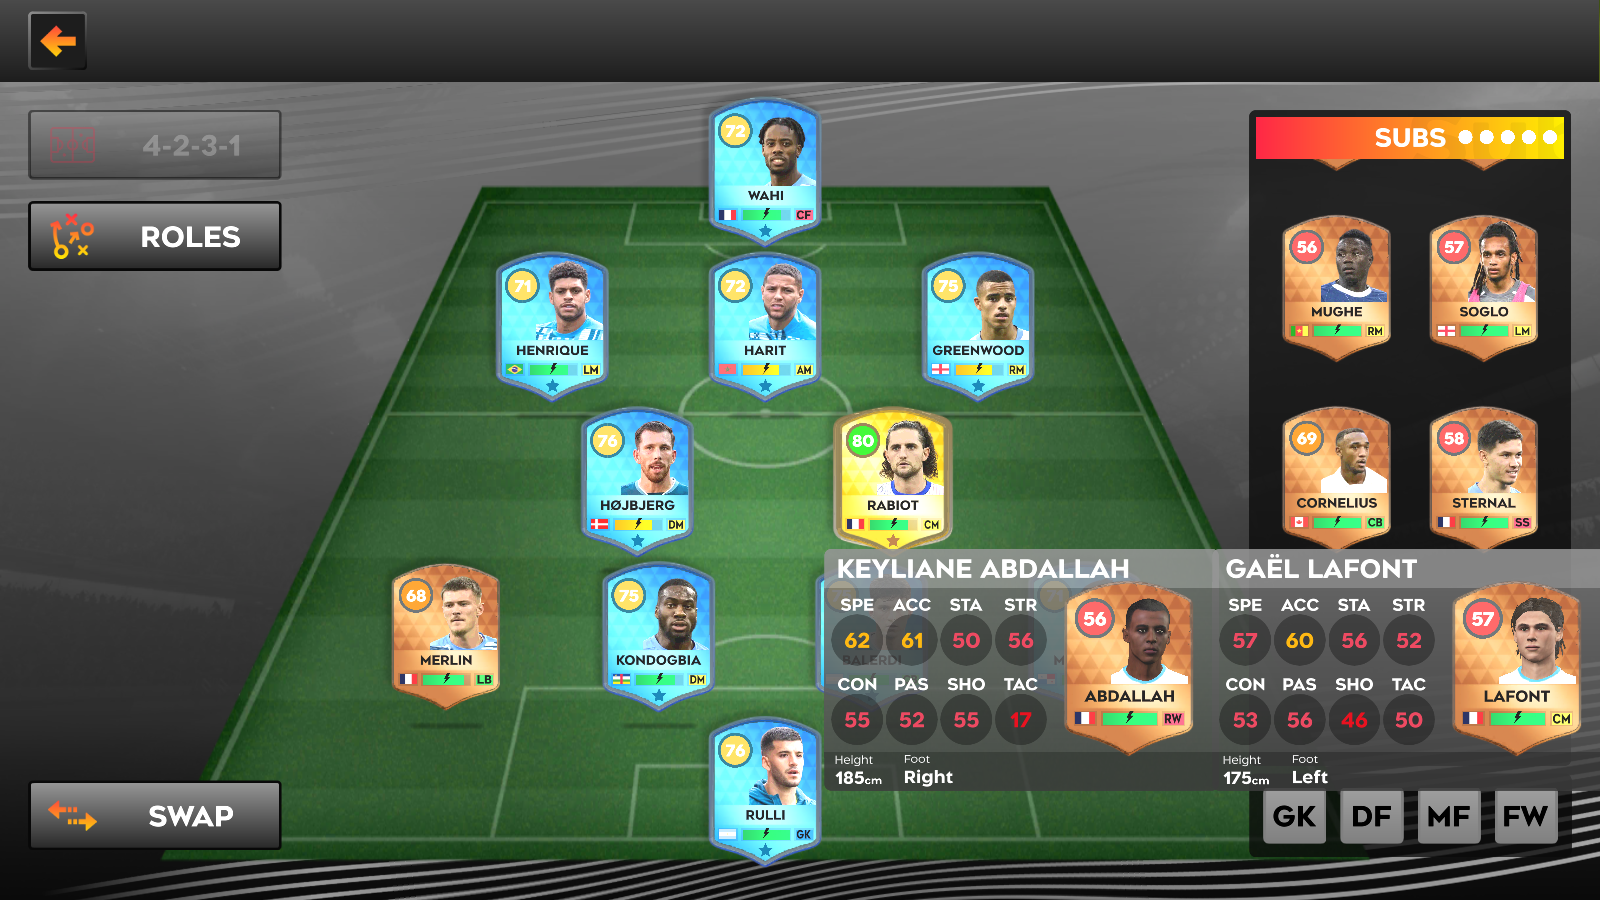 4-2-3-1
ROLES
SWAP
72
WAHI
CF
71
HENRIQUE
LM
72
HARIT
AM
75
GREENWOOD
RM
76
HØJBJERG
DM
80
RABIOT
CM
68
MERLIN
LB
75
KONDOGBIA
DM
BALERDI
71
76
RULLI
GK
SUBS
56
MUGHE
RM
57
SOGLO
LM
69
CORNELIUS
CB
58
STERNAL
SS
KEYLIANE ABDALLAH
SPE ACC STA STR
62 61 50 56
CON PAS SHO TAC
55 52 55 17
Height Foot
185cm Right
56
ABDALLAH
RW
GAËL LAFONT
SPE ACC STA STR
57 60 56 52
CON PAS SHO TAC
53 56 46 50
Height Foot
175cm Left
57
LAFONT
CM
GK DF MF FW